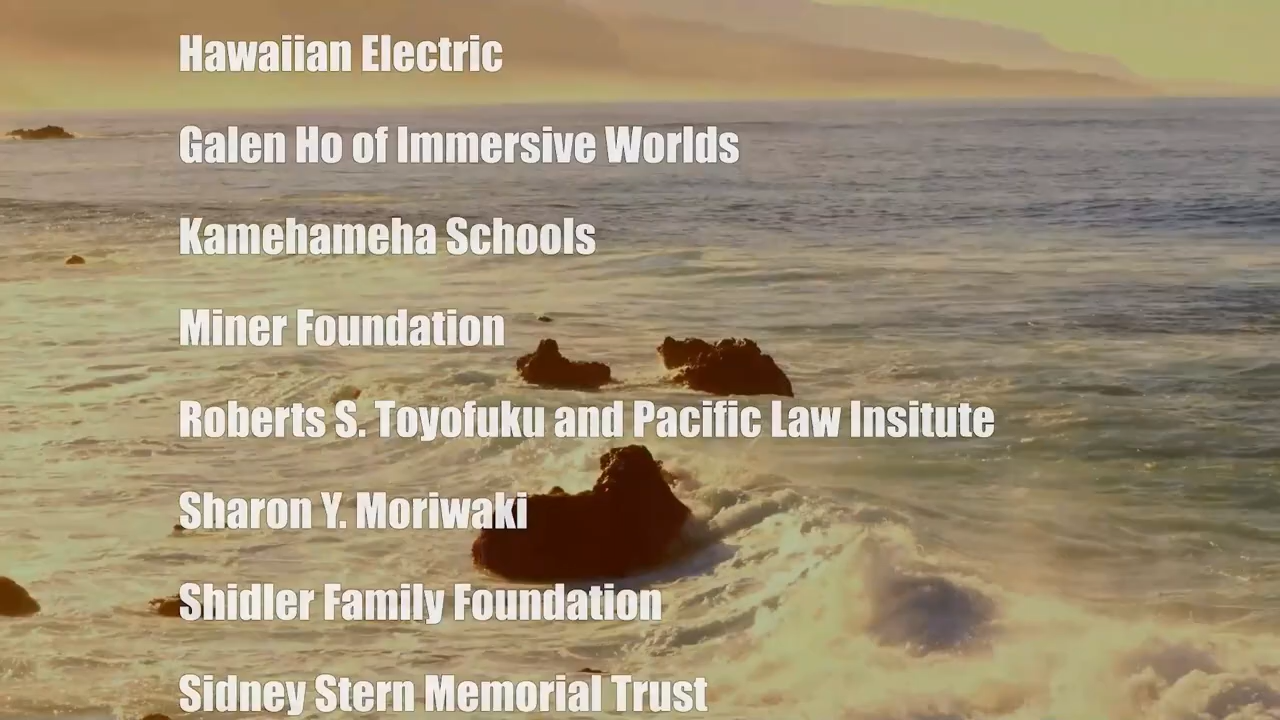 Hawaiian Electric
Galen Ho of Immersive Worlds
Kamehameha Schools
Miner Foundation
Roberts S. Toyofuku and Pacific Law Insitute
Sharon Y. Moriwaki
Shidler Family Foundation
Sidney Stern Memorial Trust